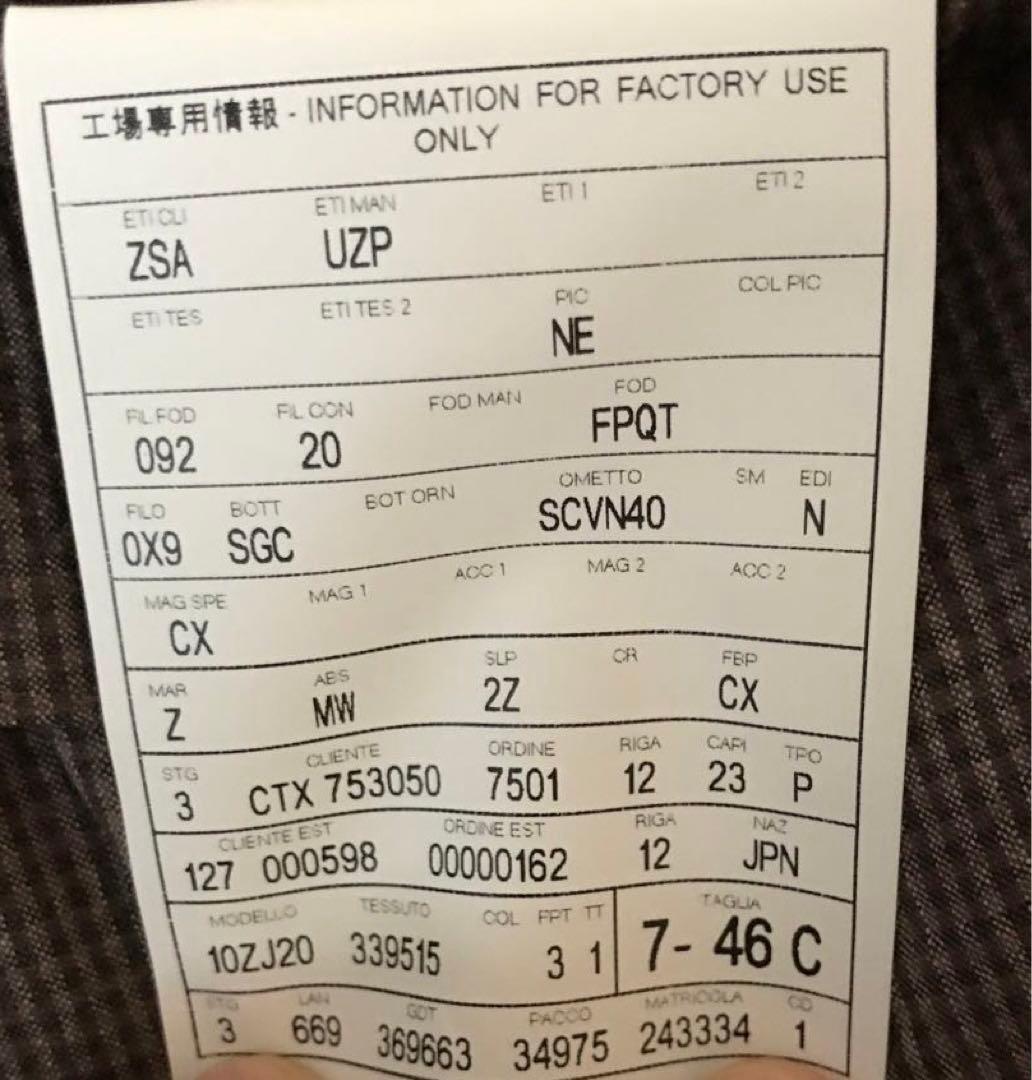 工場專用情報 - INFORMATION FOR FACTORY USE
ONLY
ETI CLI ETI MAN ETI 1 ETI 2
ZSA UZP
ETI TES ETI TES 2 PIC COL PIC
NE
FIL FOD FIL CON FOD MAN FOD
092 20 FPQT
FILO BOTT BOT ORN OMETTO SM EDI
0X9 SGC SCVN40 N
MAG SPE MAG 1 ACC 1 MAG 2 ACC 2
CX
MAR ABS SLP CR FBP
Z MW 2Z CX
STG CLIENTE ORDINE RIGA CAPI TPO
3 CTX 753050 7501 12 23 P
CLIENTE EST ORDINE EST RIGA NAZ
127 000598 00000162 12 JPN
MODELLO TESSUTO COL FPT TT TAGLIA
10ZJ20 339515 3 1 7- 46 C
STG LAN GDT PACCO MATRICOLA CD
3 669 369663 34975 243334 1